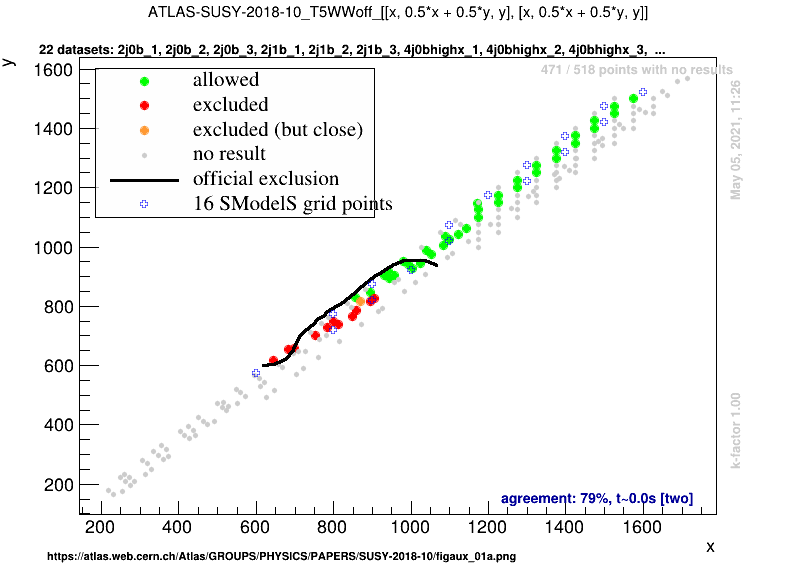 ATLAS-SUSY-2018-10_T5WWoff_[[x, 0.5*x + 0.5*y, y], [x, 0.5*x + 0.5*y, y]]
22 datasets: 2j0b_1, 2j0b_2, 2j0b_3, 2j1b_1, 2j1b_2, 2j1b_3, 4j0bhighx_1, 4j0bhighx_2, 4j0bhighx_3, ...
y
471 / 518 points with no results
allowed
excluded
excluded (but close)
no result
official exclusion
16 SModelS grid points
1600
1400
1200
1000
800
600
400
200
May 05, 2021, 11:26
k-factor 1.00
agreement: 79%, t~0.0s [two]
200 400 600 800 1000 1200 1400 1600
x
https://atlas.web.cern.ch/Atlas/GROUPS/PHYSICS/PAPERS/SUSY-2018-10/figaux_01a.png